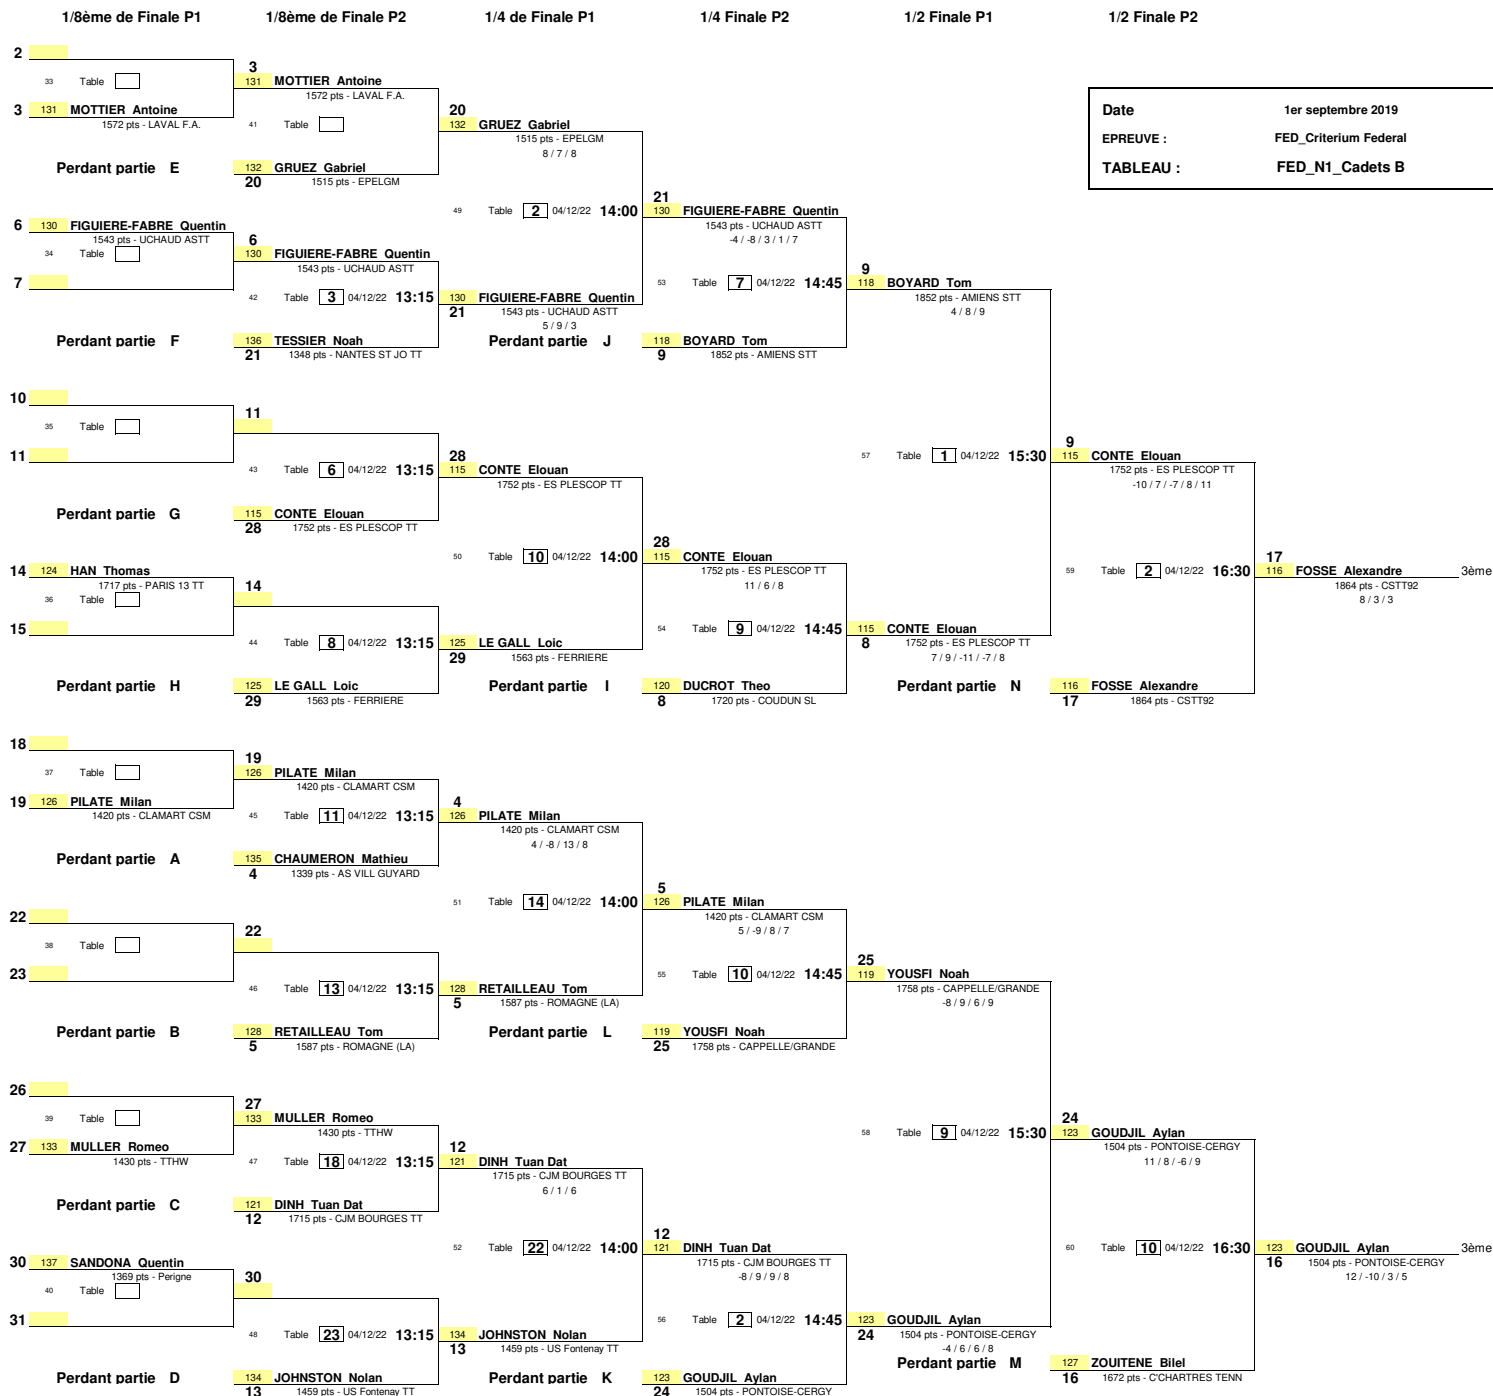 1/8ème de Finale P1 1/8ème de Finale P2 1/4 de Finale P1 1/4 Finale P2 1/2 Finale P1 1/2 Finale P2
Date 1er septembre 2019
EPREUVE : FED_Criterium Federal
TABLEAU : FED_N1_Cadets B
2
33 Table
3 131 MOTTIER Antoine
1572 pts - LAVAL F.A.
Perdant partie E
6 130 FIGUIERE-FABRE Quentin
1543 pts - UCHAUD ASTT
34 Table
7
Perdant partie F
10
35 Table
11
Perdant partie G
14 124 HAN Thomas
1717 pts - PARIS 13 TT
36 Table
15
Perdant partie H
18
37 Table
19 126 PILATE Milan
1420 pts - CLAMART CSM
Perdant partie A
22
38 Table
23
Perdant partie B
26
39 Table
27 133 MULLER Romeo
1430 pts - TTHW
Perdant partie C
30 137 SANDONA Quentin
1369 pts - Perigne
40 Table
31
Perdant partie D
3
131 MOTTIER Antoine
1572 pts - LAVAL F.A.
41 Table
132 GRUEZ Gabriel
20 1515 pts - EPELGM
6
130 FIGUIERE-FABRE Quentin
1543 pts - UCHAUD ASTT
42 Table 3 04/12/22 13:15
136 TESSIER Noah
21 1348 pts - NANTES ST JO TT
11
43 Table 6 04/12/22 13:15
115 CONTE Elouan
28 1752 pts - ES PLESCOP TT
14
44 Table 8 04/12/22 13:15
125 LE GALL Loic
29 1563 pts - FERRIERE
19
126 PILATE Milan
1420 pts - CLAMART CSM
45 Table 11 04/12/22 13:15
135 CHAUMERON Mathieu
4 1339 pts - AS VILL GUYARD
22
46 Table 13 04/12/22 13:15
128 RETAILLEAU Tom
5 1587 pts - ROMAGNE (LA)
27
133 MULLER Romeo
1430 pts - TTHW
47 Table 18 04/12/22 13:15
121 DINH Tuan Dat
12 1715 pts - CJM BOURGES TT
30
48 Table 23 04/12/22 13:15
134 JOHNSTON Nolan
13 1459 pts - US Fontenay TT
20
132 GRUEZ Gabriel
1515 pts - EPELGM
8 / 7 / 8
49 Table 2 04/12/22 14:00
130 FIGUIERE-FABRE Quentin
21 1543 pts - UCHAUD ASTT
5 / 9 / 3
Perdant partie J
28
115 CONTE Elouan
1752 pts - ES PLESCOP TT
50 Table 10 04/12/22 14:00
125 LE GALL Loic
29 1563 pts - FERRIERE
Perdant partie I
4
126 PILATE Milan
1420 pts - CLAMART CSM
4 / -8 / 13 / 8
51 Table 14 04/12/22 14:00
128 RETAILLEAU Tom
5 1587 pts - ROMAGNE (LA)
Perdant partie L
12
121 DINH Tuan Dat
1715 pts - CJM BOURGES TT
6 / 1 / 6
52 Table 22 04/12/22 14:00
134 JOHNSTON Nolan
13 1459 pts - US Fontenay TT
Perdant partie K
21
130 FIGUIERE-FABRE Quentin
1543 pts - UCHAUD ASTT
-4 / -8 / 3 / 1 / 7
53 Table 7 04/12/22 14:45
118 BOYARD Tom
9 1852 pts - AMIENS STT
28
115 CONTE Elouan
1752 pts - ES PLESCOP TT
11 / 6 / 8
54 Table 9 04/12/22 14:45
120 DUCROT Theo
8 1720 pts - COUDUN SL
5
126 PILATE Milan
1420 pts - CLAMART CSM
5 / -9 / 8 / 7
55 Table 10 04/12/22 14:45
119 YOUSFI Noah
25 1758 pts - CAPPELLE/GRANDE
12
121 DINH Tuan Dat
1715 pts - CJM BOURGES TT
-8 / 9 / 9 / 8
56 Table 2 04/12/22 14:45
123 GOUDJIL Aylan
24 1504 pts - PONTOISE-CERGY
9
118 BOYARD Tom
1852 pts - AMIENS STT
4 / 8 / 9
57 Table 1 04/12/22 15:30
115 CONTE Elouan
8 1752 pts - ES PLESCOP TT
7 / 9 / -11 / -7 / 8
Perdant partie N
25
119 YOUSFI Noah
1758 pts - CAPPELLE/GRANDE
-8 / 9 / 6 / 9
58 Table 9 04/12/22 15:30
123 GOUDJIL Aylan
24 1504 pts - PONTOISE-CERGY
-4 / 6 / 6 / 8
Perdant partie M
9
115 CONTE Elouan
1752 pts - ES PLESCOP TT
-10 / 7 / -7 / 8 / 11
59 Table 2 04/12/22 16:30
116 FOSSE Alexandre
17 1864 pts - CSTT92
24
123 GOUDJIL Aylan
1504 pts - PONTOISE-CERGY
11 / 8 / -6 / 9
60 Table 10 04/12/22 16:30
127 ZOUITENE Bilel
16 1672 pts - C'CHARTRES TENN
17
116 FOSSE Alexandre 3ème
1864 pts - CSTT92
8 / 3 / 3
123 GOUDJIL Aylan 3ème
16 1504 pts - PONTOISE-CERGY
12 / -10 / 3 / 5